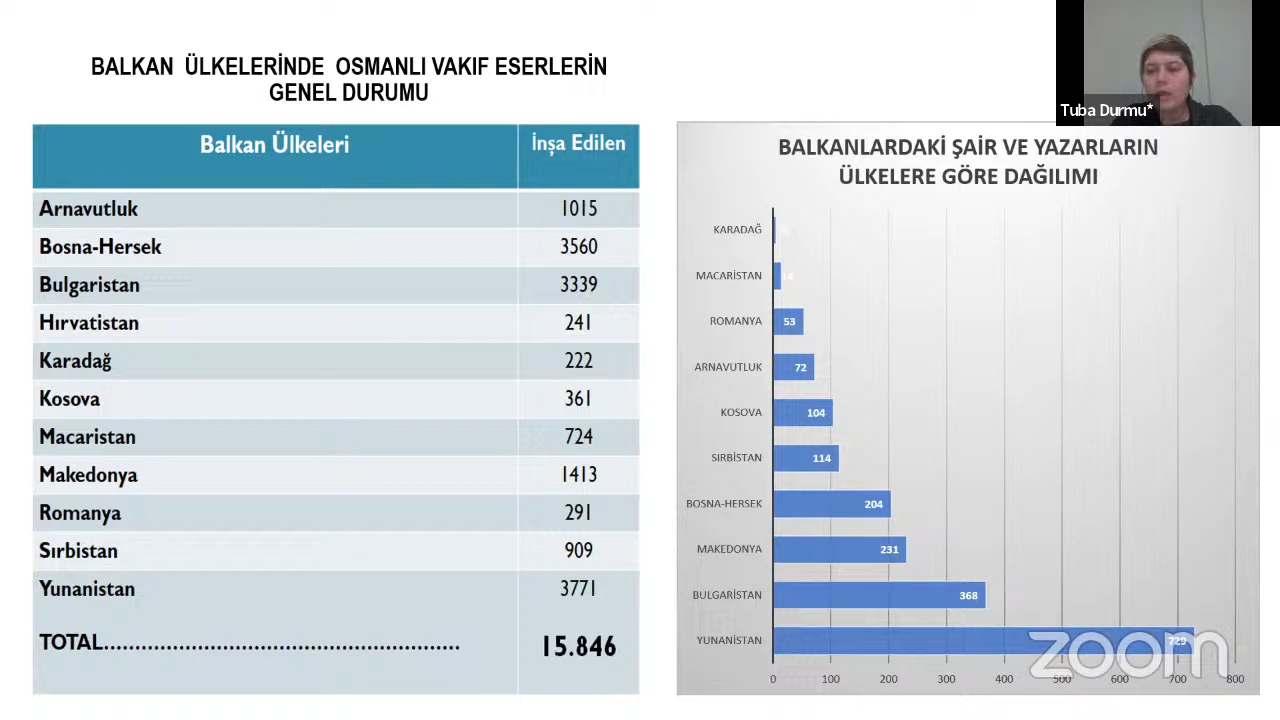 BALKAN ÜLKELERİNDE OSMANLI VAKIF ESERLERİN
GENEL DURUMU
Balkan Ülkeleri İnşa Edilen
Arnavutluk 1015
Bosna-Hersek 3560
Bulgaristan 3339
Hırvatistan 241
Karadağ 222
Kosova 361
Macaristan 724
Makedonya 1413
Romanya 291
Sırbistan 909
Yunanistan 3771
TOTAL.......................................................... 15.846
Tuba Durmu*
BALKANLARDAKİ ŞAİR VE YAZARLARIN
ÜLKELERE GÖRE DAĞILIMI
KARADAĞ
MACARİSTAN 14
ROMANYA 53
ARNAVUTLUK 72
KOSOVA 104
SIRBİSTAN 114
BOSNA-HERSEK 204
MAKEDONYA 231
BULGARİSTAN 368
YUNANİSTAN 729
0 100 200 300 400 500 600 700 800
zoom